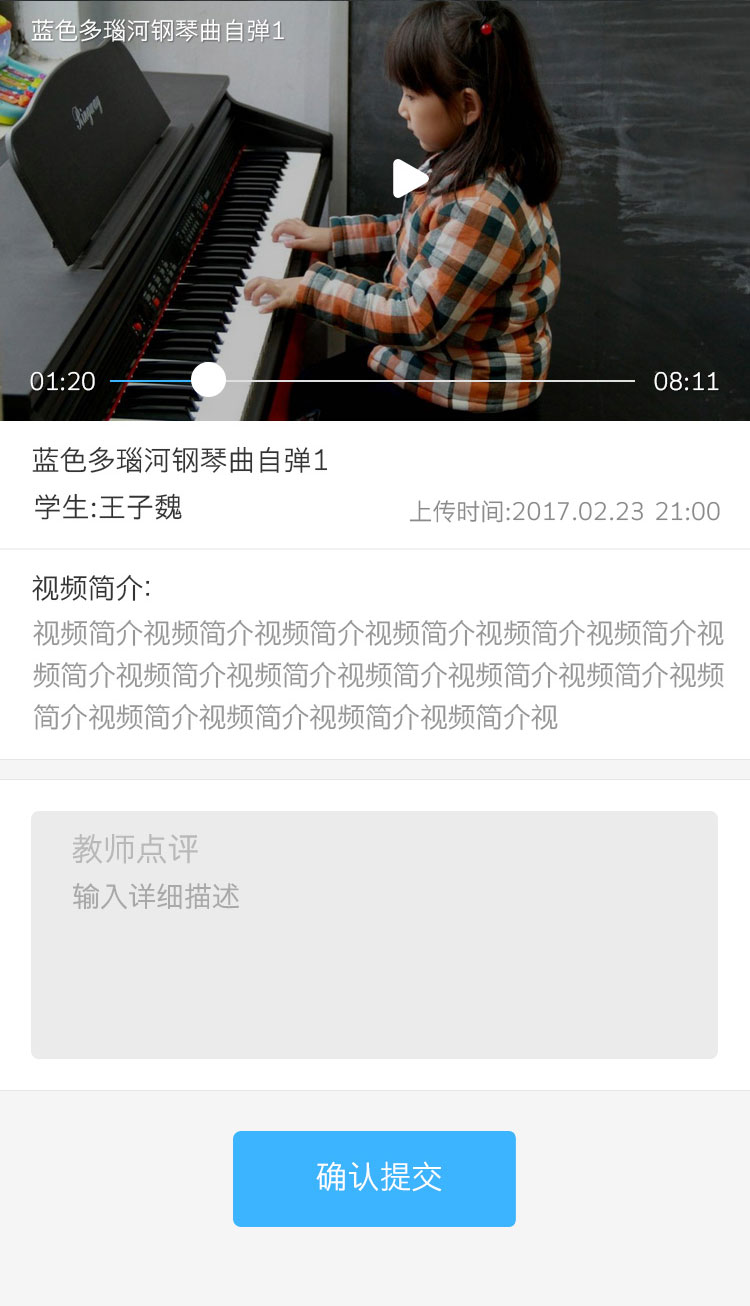 蓝色多瑙河钢琴曲自弹1
01:20
08:11
蓝色多瑙河钢琴曲自弹1
学生:王子魏
上传时间:2017.02.23 21:00
视频简介:
视频简介视频简介视频简介视频简介视频简介视频简介视
频简介视频简介视频简介视频简介视频简介视频简介视频
简介视频简介视频简介视频简介视频简介视
教师点评
输入详细描述
确认提交